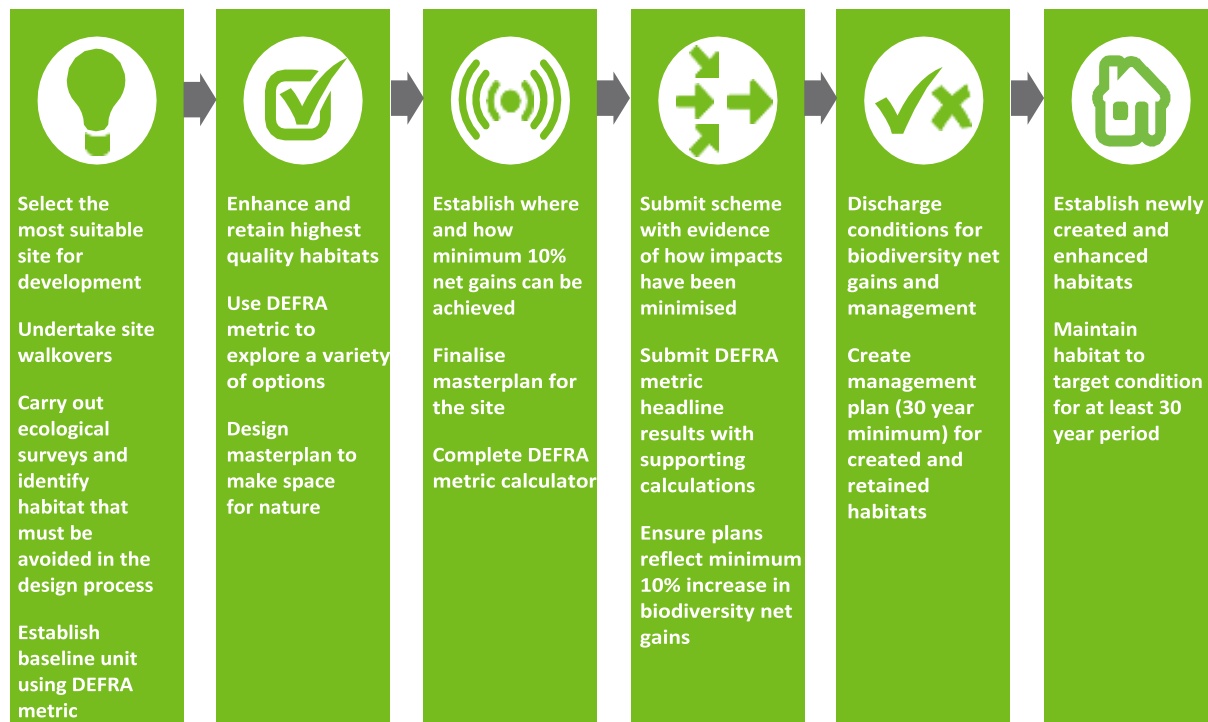 Select the
most suitable
site for
development
Undertake site
walkovers
Carry out
ecological
surveys and
identify
habitat that
must be
avoided in the
design process
Establish
baseline unit
using DEFRA
metric
Enhance and
retain highest
quality habitats
Use DEFRA
metric to
explore a variety
of options
Design
masterplan to
make space
for nature
Establish where
and how
minimum 10%
net gains can be
achieved
Finalise
masterplan for
the site
Complete DEFRA
metric calculator
Submit scheme
with evidence
of how impacts
have been
minimised
Submit DEFRA
metric
headline
results with
supporting
calculations
Ensure plans
reflect minimum
10% increase in
biodiversity net
gains
Discharge
conditions for
biodiversity net
gains and
management
Create
management
plan (30 year
minimum) for
created and
retained
habitats
Establish newly
created and
enhanced
habitats
Maintain
habitat to
target condition
for at least 30
year period